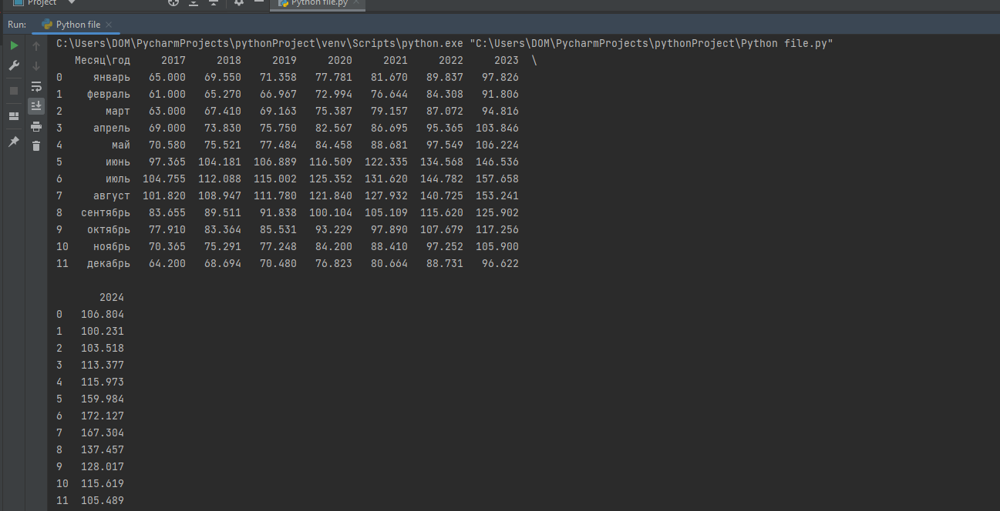 Project
Python file.py
Run: Python file
C:\Users\DOM\PycharmProjects\pythonProject\venv\Scripts\python.exe "C:\Users\DOM\PycharmProjects\pythonProject\Python file.py"
Месяц\год 2017 2018 2019 2020 2021 2022 2023 \
0 январь 65.000 69.550 71.358 77.781 81.670 89.837 97.826
1 февраль 61.000 65.270 66.967 72.994 76.644 84.308 91.806
2 март 63.000 67.410 69.163 75.387 79.157 87.072 94.816
3 апрель 69.000 73.830 75.750 82.567 86.695 95.365 103.846
4 май 70.580 75.521 77.484 84.458 88.681 97.549 106.224
5 июнь 97.365 104.181 106.889 116.509 122.335 134.568 146.536
6 июль 104.755 112.088 115.002 125.352 131.620 144.782 157.658
7 август 101.820 108.947 111.780 121.840 127.932 140.725 153.241
8 сентябрь 83.655 89.511 91.838 100.104 105.109 115.620 125.902
9 октябрь 77.910 83.364 85.531 93.229 97.890 107.679 117.256
10 ноябрь 70.365 75.291 77.248 84.200 88.410 97.252 105.900
11 декабрь 64.200 68.694 70.480 76.823 80.664 88.731 96.622
2024
0 106.804
1 100.231
2 103.518
3 113.377
4 115.973
5 159.984
6 172.127
7 167.304
8 137.457
9 128.017
10 115.619
11 105.489